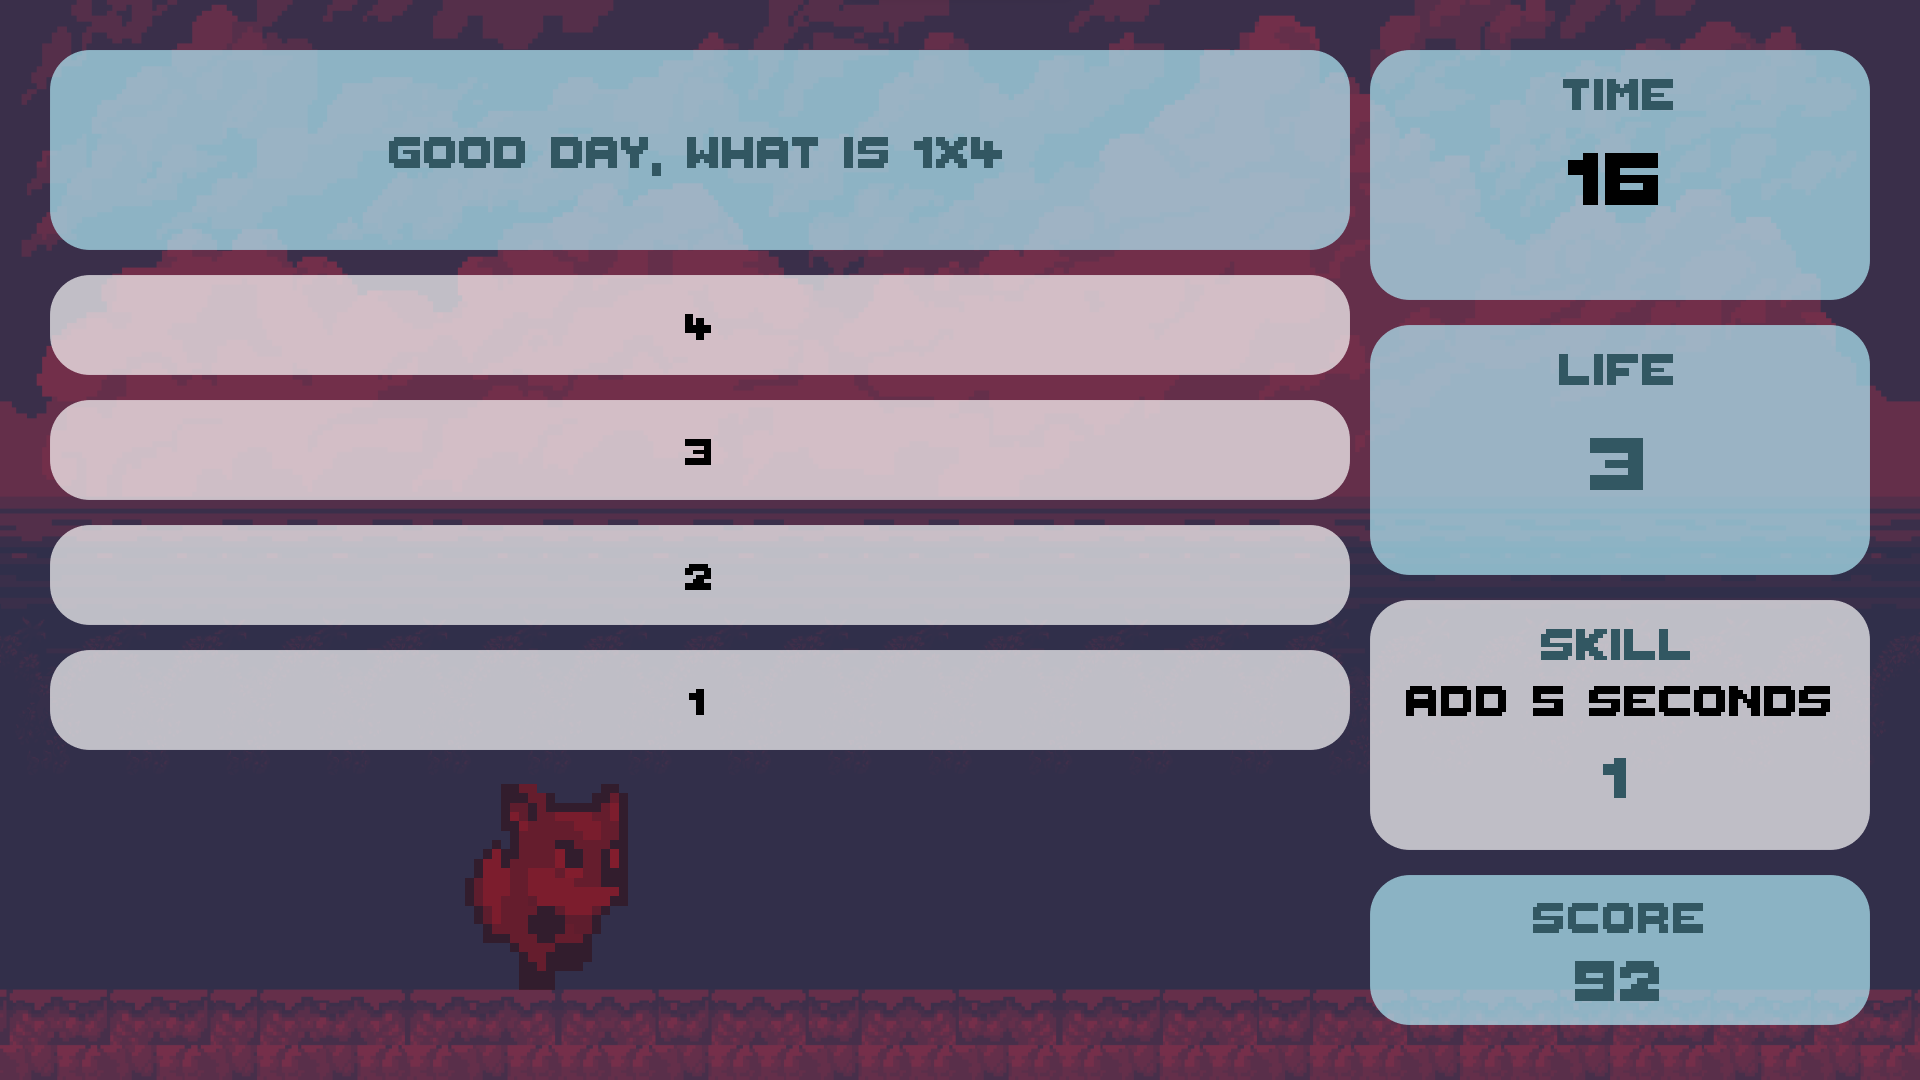 GOOD DAY, WHAT IS 1X4
4
3
2
1
TIME
16
LIFE
3
SKILL
ADD 5 SECONDS
1
SCORE
92